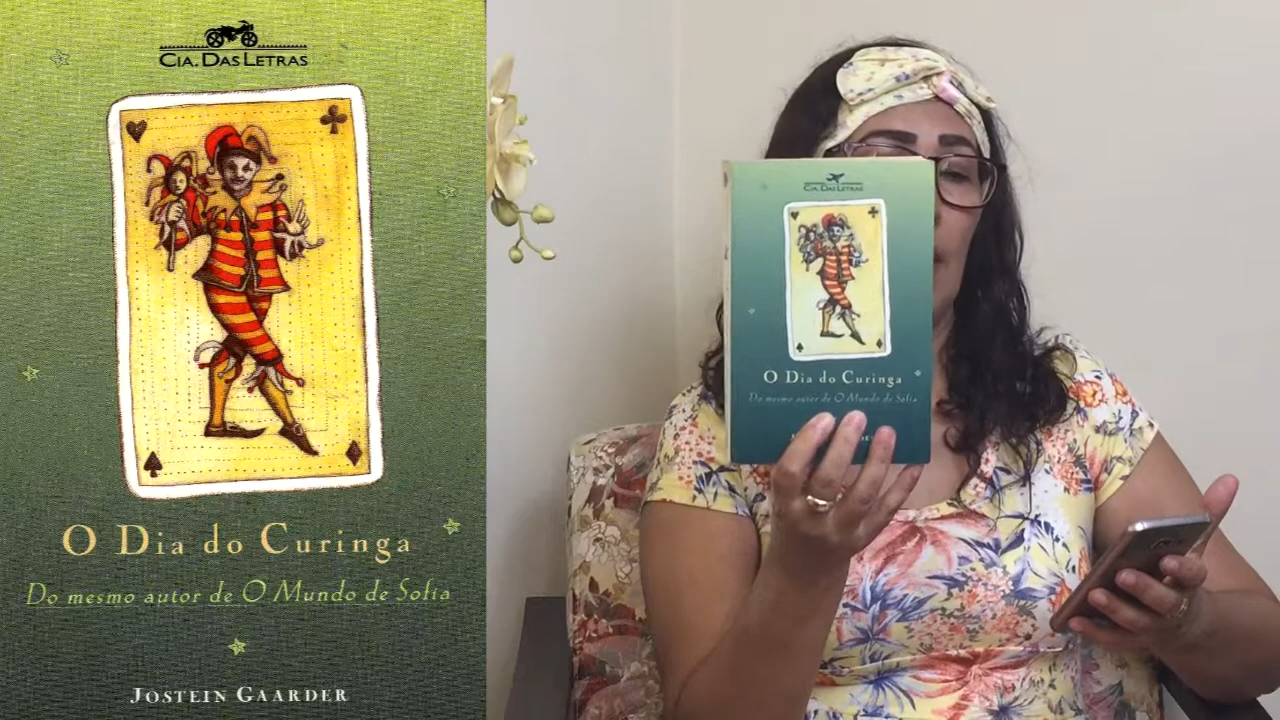 CIA. DAS LETRAS
O Dia do Curinga
Do mesmo autor de O Mundo de Sofia
JOSTEIN GAARDER
CIA. DAS LETRAS
O Dia do Curinga
Do mesmo autor de O Mundo de Sofia